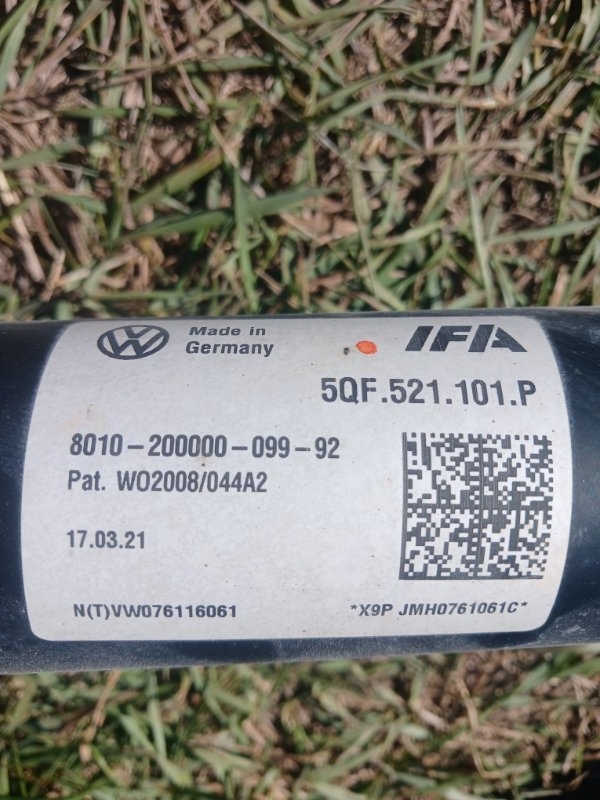 Made in
Germany
IFA
5QF.521.101.P
8010-200000-099-92
Pat. WO2008/044A2
17.03.21
N(T)VW076116061
*X9P JMH0761061C*